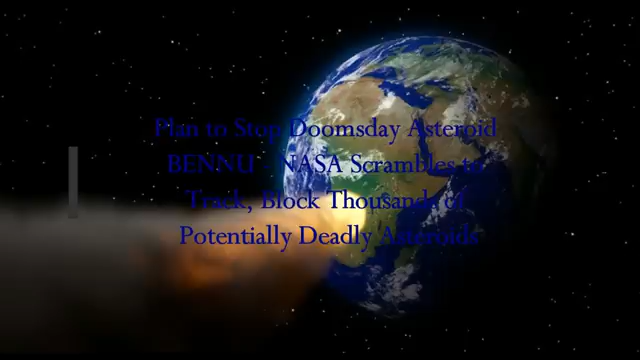 Plan to Stop Doomsday Asteroid
BENNU   NASA Scrambles to
Track, Block Thousands of
Potentially Deadly Asteroids